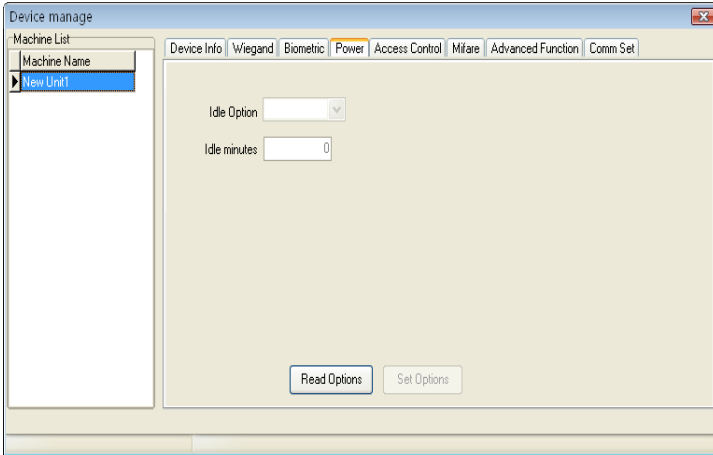 Device manage
Machine List
Machine Name
New Unit1
Device Info Wiegand Biometric Power Access Control Mifare Advanced Function Comm Set
Idle Option
Idle minutes 0
Read Options Set Options